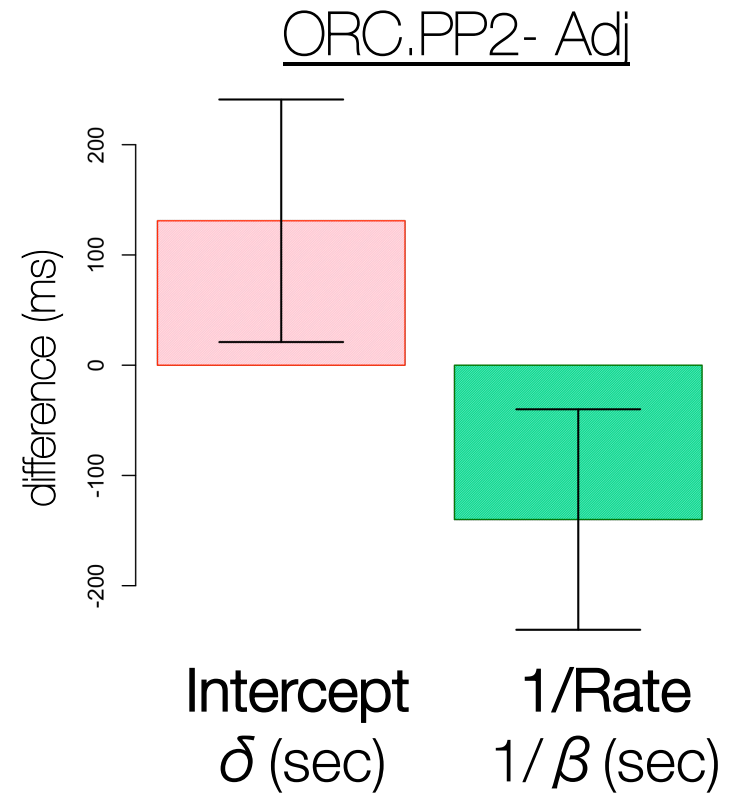 ORC.PP2- Adj
difference (ms)
200
100
0
-100
-200
Intercept 1/Rate
δ (sec) 1/ β (sec)